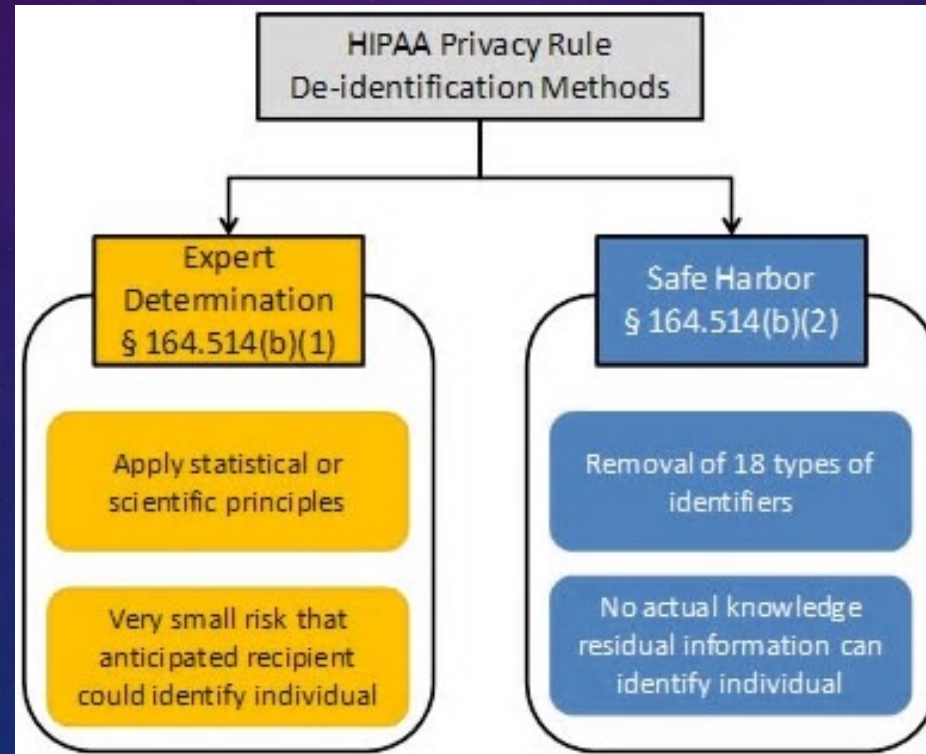 HIPAA Privacy Rule
De-identification Methods
Expert
Determination
§ 164.514(b)(1)
Apply statistical or
scientific principles
Very small risk that
anticipated recipient
could identify individual
Safe Harbor
§ 164.514(b)(2)
Removal of 18 types of
identifiers
No actual knowledge
residual information can
identify individual